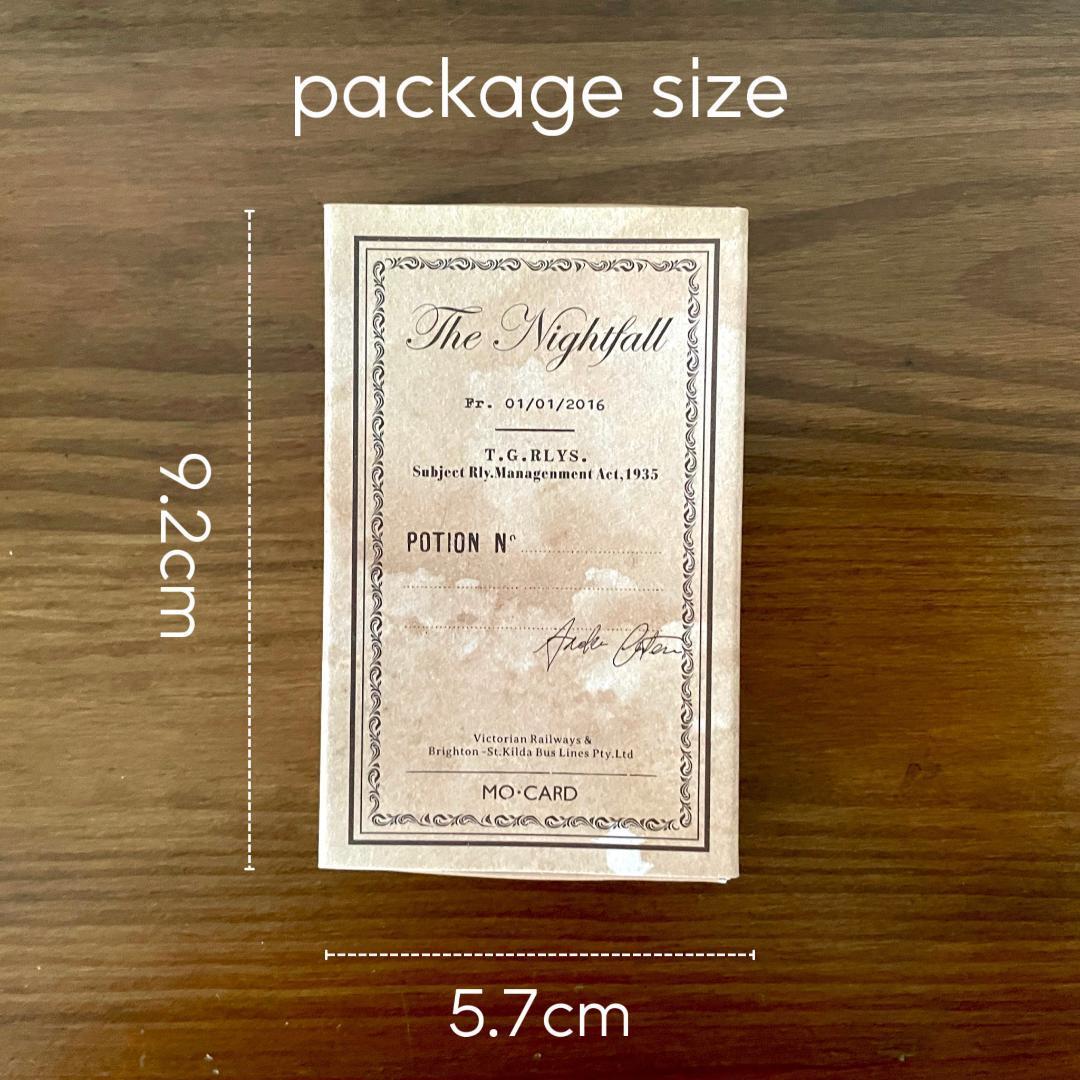 package size
The Nightfall
Fr. 01/01/2016
T.G.RLYS.
Subject Rly.Managenment Act,1935
POTION Nº
Victorian Railways &
Brighton -St.Kilda Bus Lines Pty.Ltd
MO·CARD
9.2cm
5.7cm